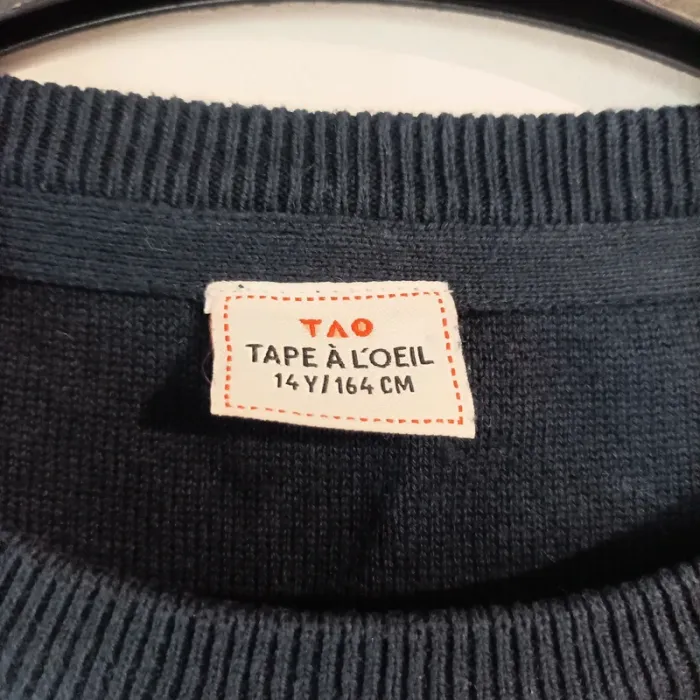 TAO
TAPE À L'OEIL
14 Y / 164 CM